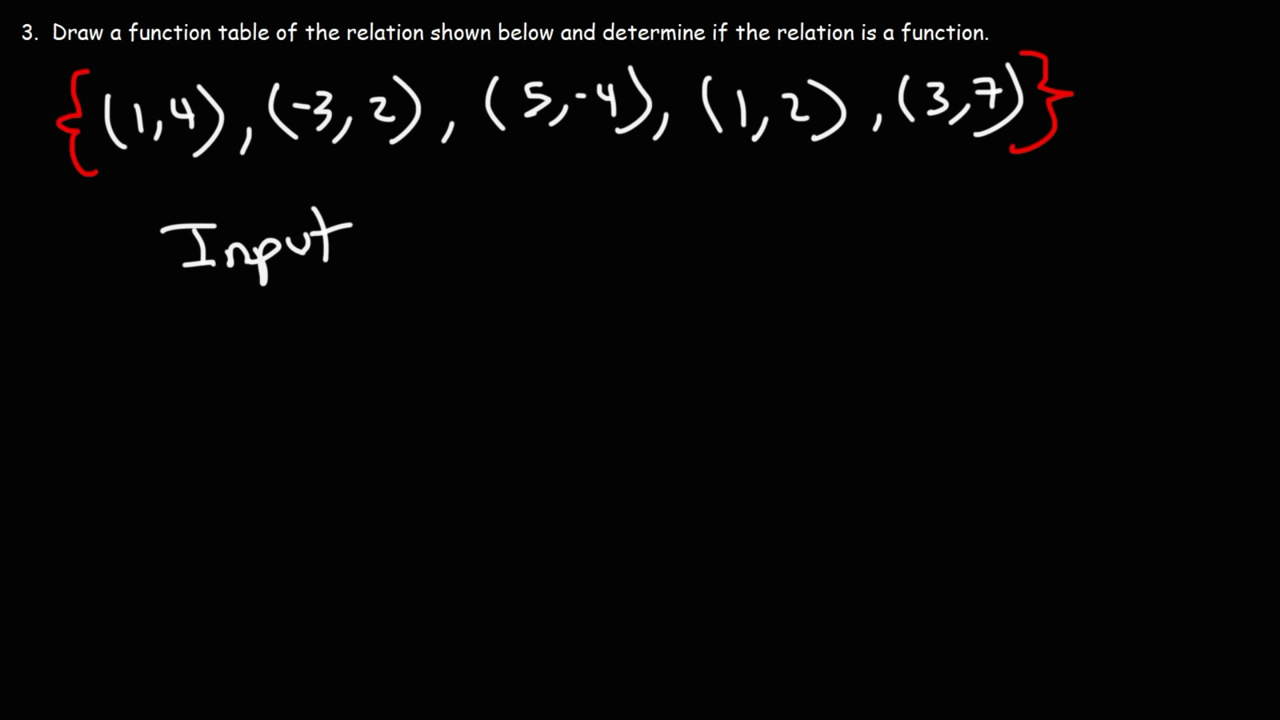 3. Draw a function table of the relation shown below and determine if the relation is a function.
{(1,4), (-3, 2), (5,-4), (1,2), (3,7)}
Input